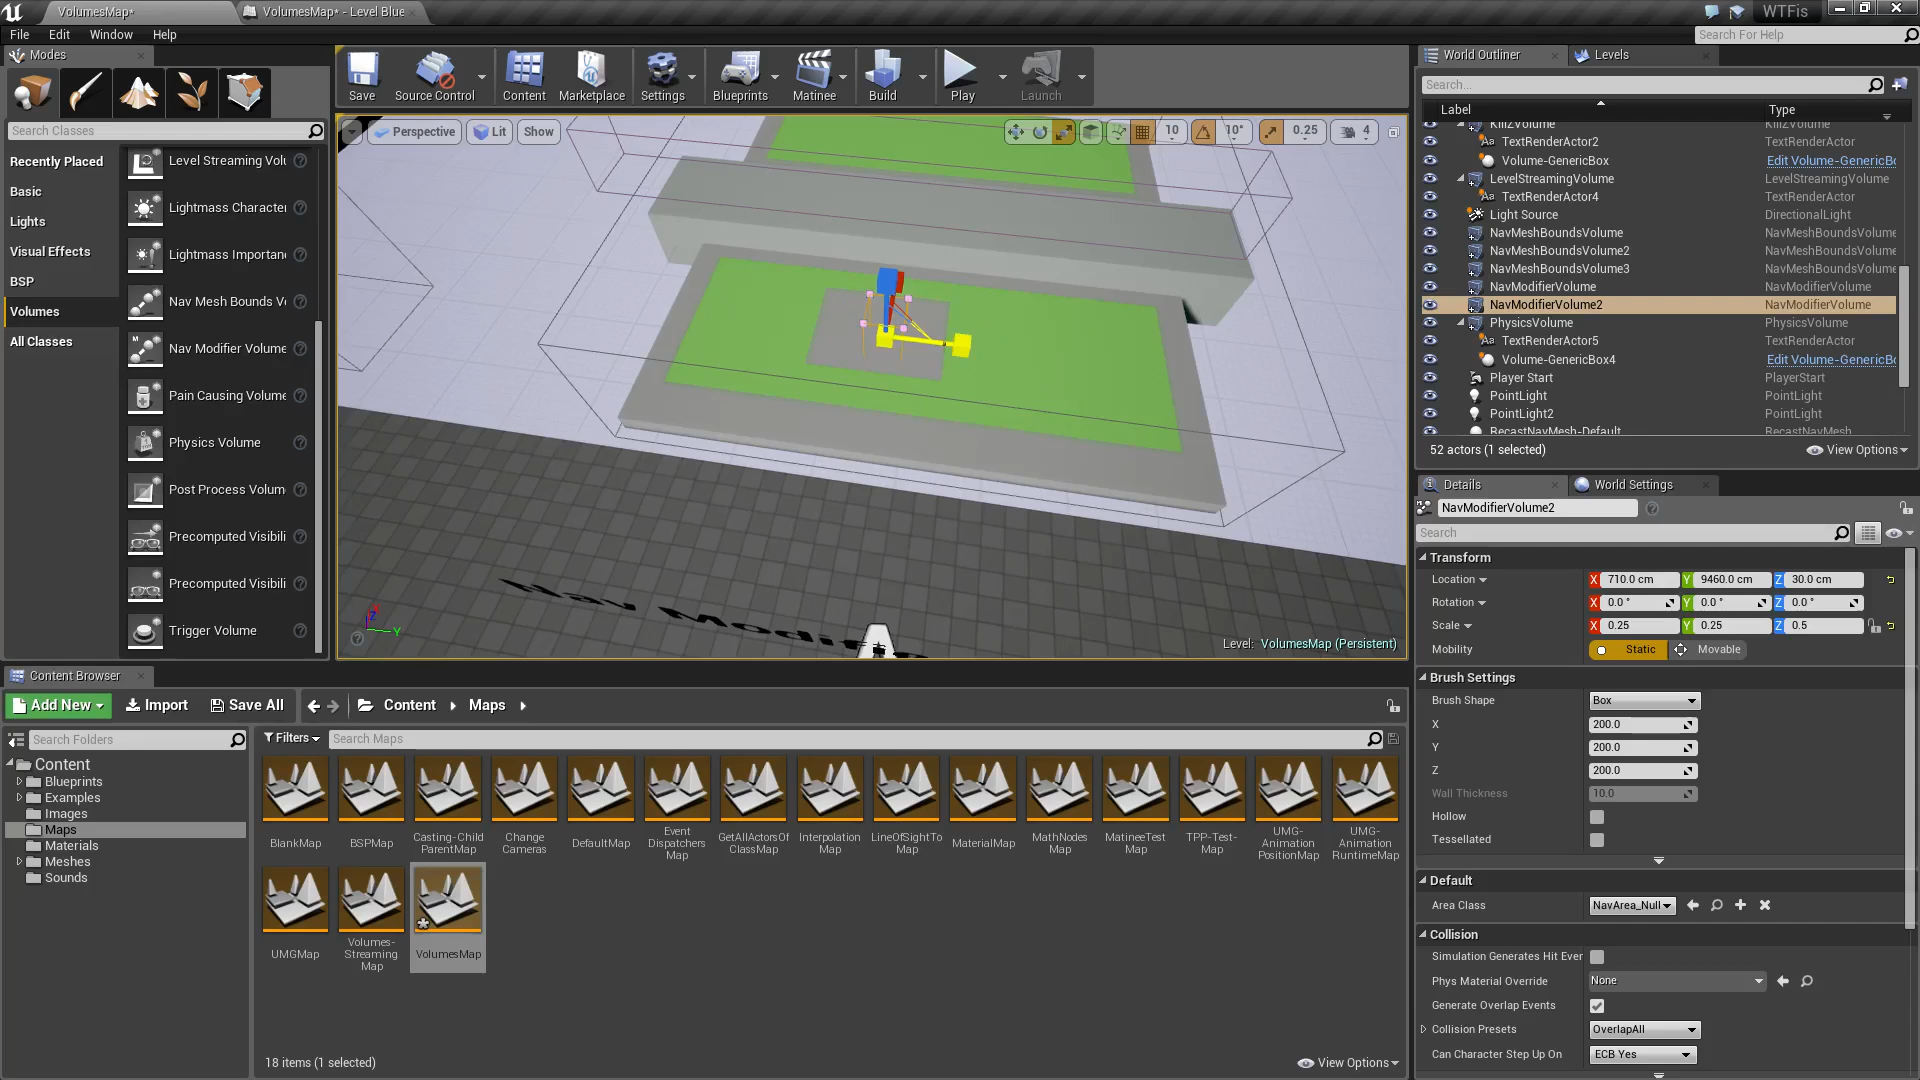 VolumesMap*
VolumesMap* - Level Blue
WTFis
File
Edit
Window
Help
Search For Help
Modes
Search Classes
Recently Placed
Basic
Lights
Visual Effects
BSP
Volumes
All Classes
Level Streaming Volu
Lightmass Character
Lightmass Importan
Nav Mesh Bounds V
Nav Modifier Volume
Pain Causing Volume
Physics Volume
Post Process Volum
Precomputed Visibili
Precomputed Visibili
Trigger Volume
Save
Source Control
Content
Marketplace
Settings
Blueprints
Matinee
Build
Play
Launch
Perspective
Lit
Show
10
10°
0.25
4
Nav Modifi
Z
Y
Level: VolumesMap (Persistent)
World Outliner
Levels
Search...
Label
Type
KillZVolume
TextRenderActor2
TextRenderActor
Volume-GenericBox
Edit Volume-GenericBo
LevelStreamingVolume
LevelStreamingVolume
TextRenderActor4
TextRenderActor
Light Source
DirectionalLight
NavMeshBoundsVolume
NavMeshBoundsVolume
NavMeshBoundsVolume2
NavMeshBoundsVolume
NavMeshBoundsVolume3
NavMeshBoundsVolume
NavModifierVolume
NavModifierVolume
NavModifierVolume2
NavModifierVolume
PhysicsVolume
PhysicsVolume
TextRenderActor5
TextRenderActor
Volume-GenericBox4
Edit Volume-GenericBo
Player Start
PlayerStart
PointLight
PointLight
PointLight2
PointLight
RecastNavMesh-Default
RecastNavMesh
52 actors (1 selected)
View Options
Details
World Settings
NavModifierVolume2
Search
Transform
Location
X 710.0 cm
Y 9460.0 cm
Z 30.0 cm
Rotation
X 0.0 °
Y 0.0 °
Z 0.0 °
Scale
X 0.25
Y 0.25
Z 0.5
Mobility
Static
Movable
Brush Settings
Brush Shape
Box
X
200.0
Y
200.0
Z
200.0
Wall Thickness
10.0
Hollow
Tessellated
Default
Area Class
NavArea_Null
Collision
Simulation Generates Hit Ever
Phys Material Override
None
Generate Overlap Events
Collision Presets
OverlapAll
Can Character Step Up On
ECB Yes
Content Browser
Add New
Import
Save All
Content
Maps
Search Folders
Content
Blueprints
Examples
Images
Maps
Materials
Meshes
Sounds
Filters
Search Maps
BlankMap
BSPMap
Casting-Child
ParentMap
Change
Cameras
DefaultMap
Event
Dispatchers
Map
GetAllActorsOf
ClassMap
Interpolation
Map
LineOfSightTo
Map
MaterialMap
MathNodes
Map
MatineeTest
Map
TPP-Test-
Map
UMG-
Animation
PositionMap
UMG-
Animation
RuntimeMap
UMGMap
Volumes-
Streaming
Map
VolumesMap
18 items (1 selected)
View Options